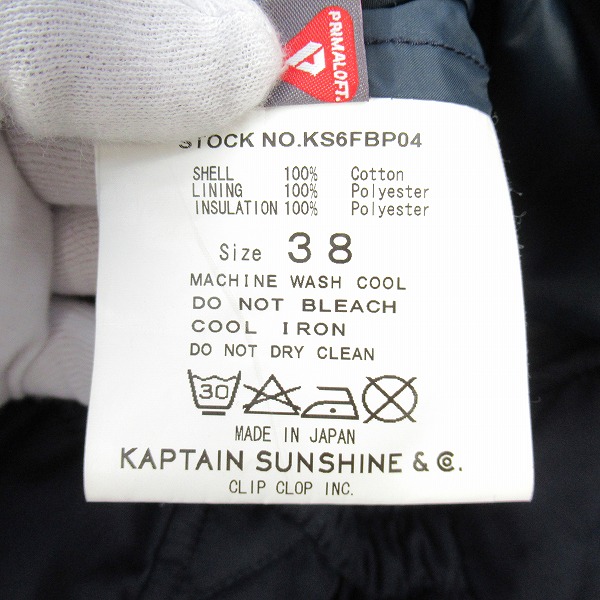 PRIMALOFT.
STOCK NO.KS6FBP04
SHELL 100% Cotton
LINING 100% Polyester
INSULATION 100% Polyester
Size 38
MACHINE WASH COOL
DO NOT BLEACH
COOL IRON
DO NOT DRY CLEAN
30
MADE IN JAPAN
KAPTAIN SUNSHINE & Co.
CLIP CLOP INC.